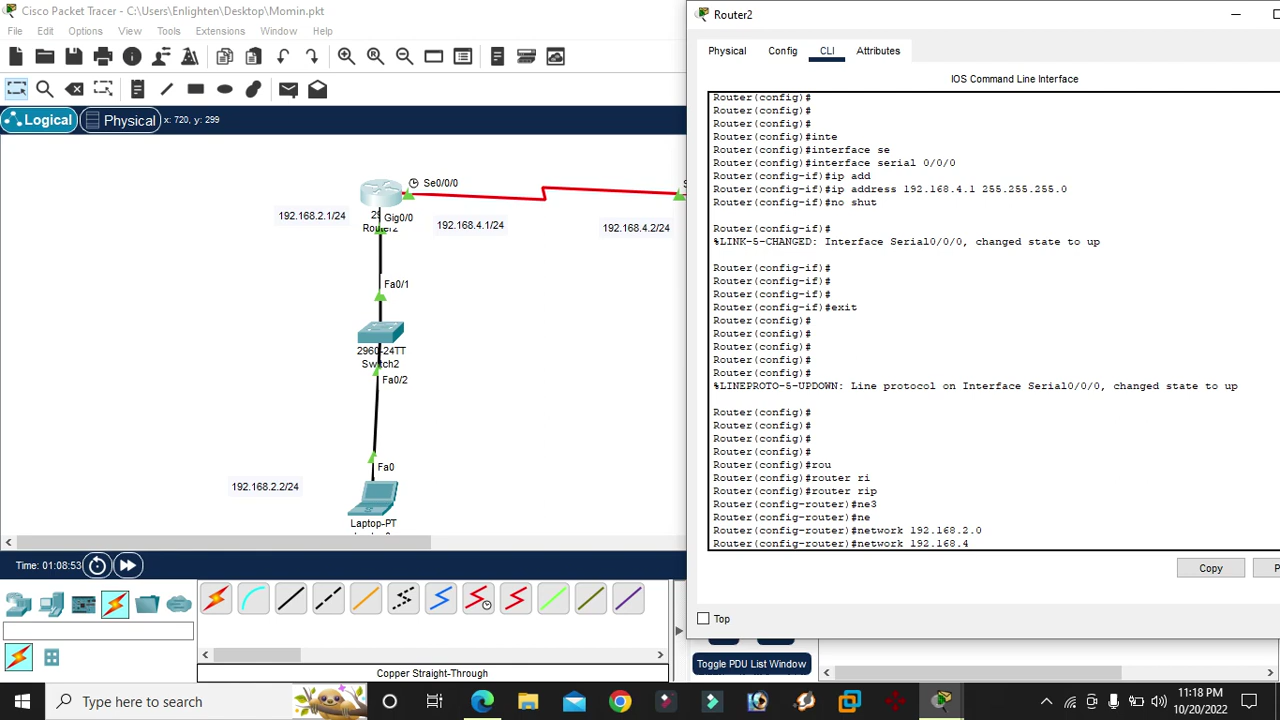 Cisco Packet Tracer - C:\Users\Enlighten\Desktop\Momin.pkt
File Edit Options View Tools Extensions Window Help
Logical
Physical
x: 720, y: 299
Se0/0/0
192.168.2.1/24
Gig0/0
Router2
192.168.4.1/24
192.168.4.2/24
Fa0/1
2960-24TT
Switch2
Fa0/2
Fa0
192.168.2.2/24
Laptop-PT
Time: 01:08:53
Copper Straight-Through
Router2
Physical Config CLI Attributes
IOS Command Line Interface
Router(config)#
Router(config)#
Router(config)#
Router(config)#inte
Router(config)#interface se
Router(config)#interface serial 0/0/0
Router(config-if)#ip add
Router(config-if)#ip address 192.168.4.1 255.255.255.0
Router(config-if)#no shut
Router(config-if)#
%LINK-5-CHANGED: Interface Serial0/0/0, changed state to up
Router(config-if)#
Router(config-if)#
Router(config-if)#
Router(config-if)#exit
Router(config)#
Router(config)#
Router(config)#
Router(config)#
Router(config)#
%LINEPROTO-5-UPDOWN: Line protocol on Interface Serial0/0/0, changed state to up
Router(config)#
Router(config)#
Router(config)#
Router(config)#
Router(config)#rou
Router(config)#router ri
Router(config)#router rip
Router(config-router)#ne3
Router(config-router)#ne
Router(config-router)#network 192.168.2.0
Router(config-router)#network 192.168.4
Copy
Top
Toggle PDU List Window
Type here to search
11:18 PM
10/20/2022